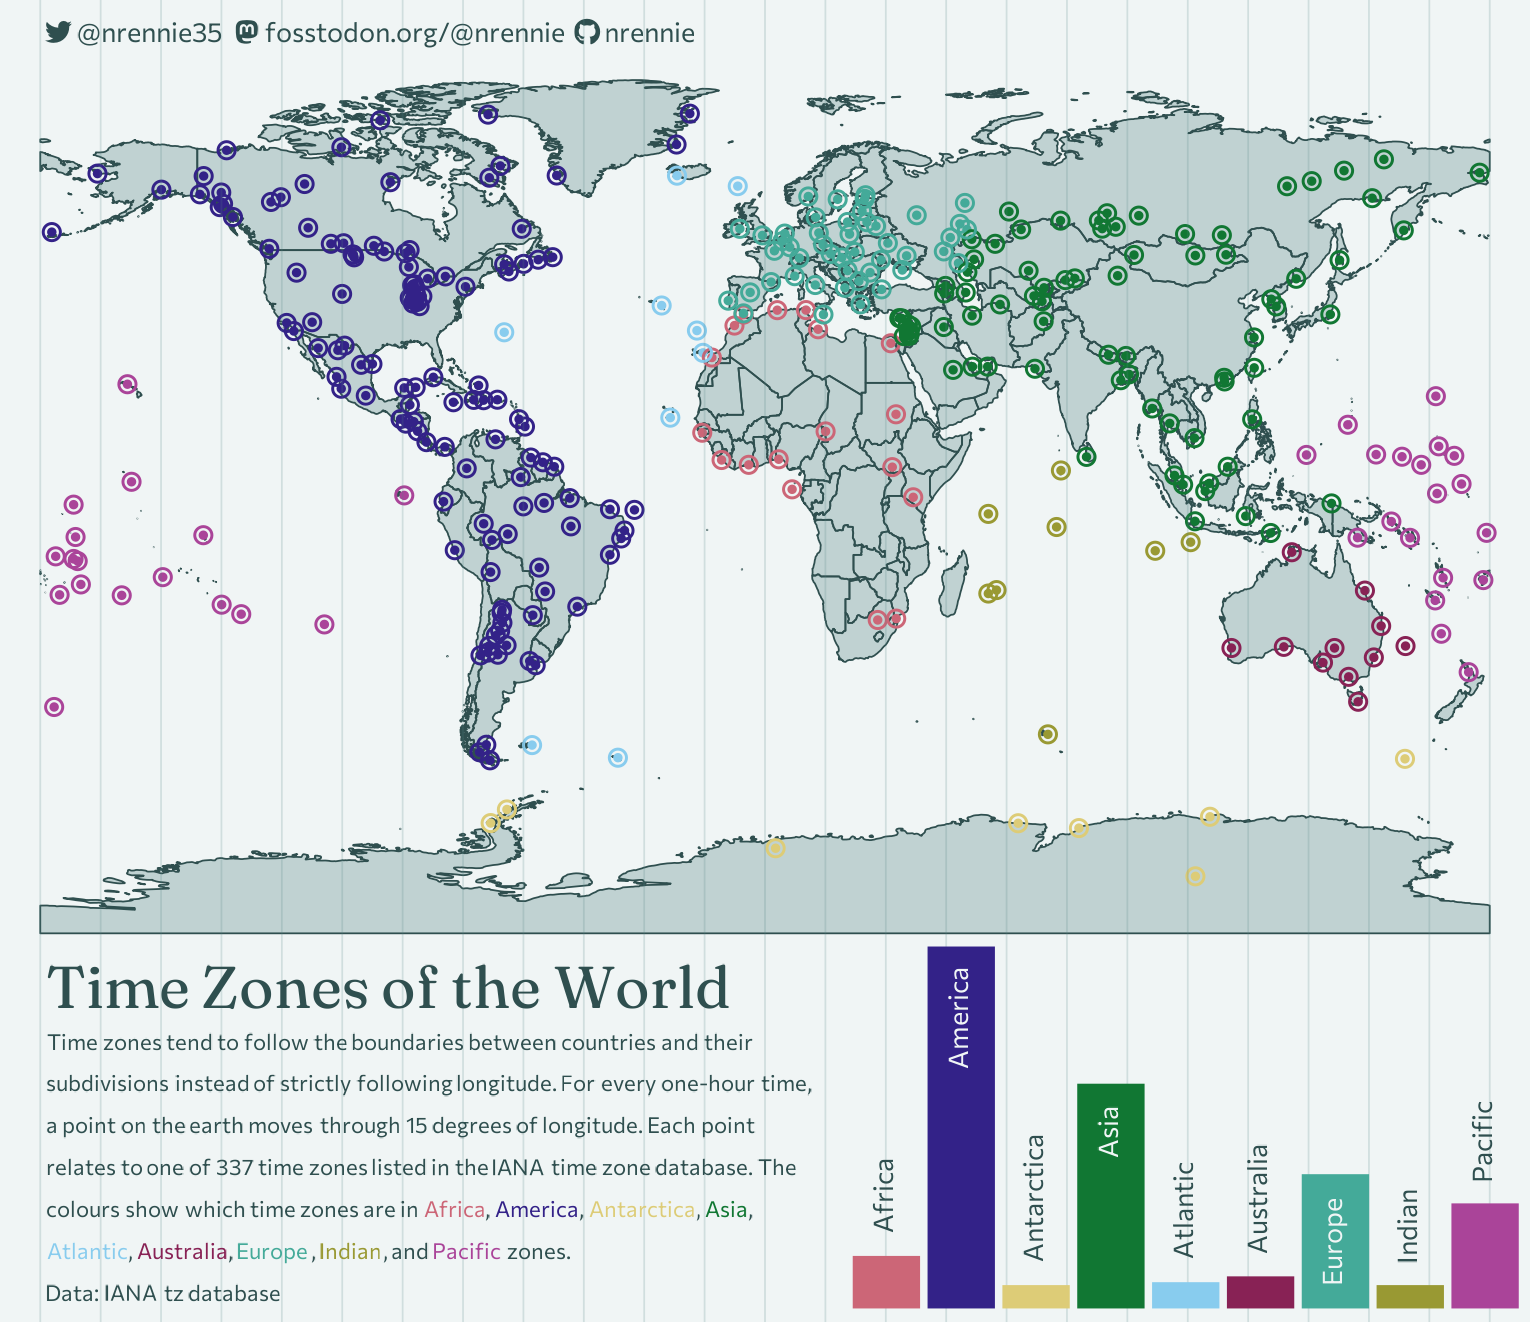 @nrennie35 fosstodon.org/@nrennie nrennie
Time Zones of the World
Time zones tend to follow the boundaries between countries and their
subdivisions instead of strictly following longitude. For every one-hour time,
a point on the earth moves through 15 degrees of longitude. Each point
relates to one of 337 time zones listed in the IANA time zone database. The
colours show which time zones are in Africa, America, Antarctica, Asia,
Atlantic, Australia, Europe, Indian, and Pacific zones.
Data: IANA tz database
Africa
America
Antarctica
Asia
Atlantic
Australia
Europe
Indian
Pacific